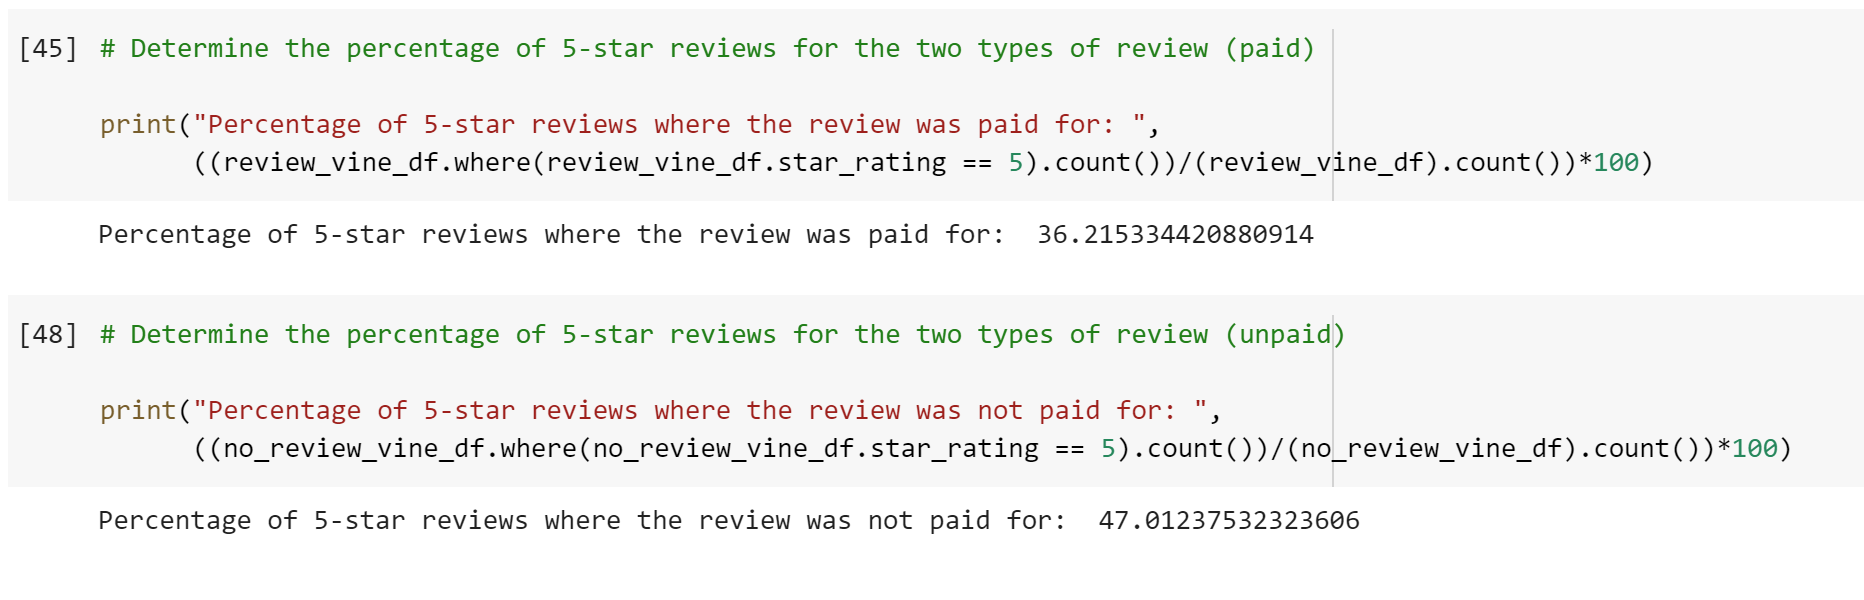 [45] # Determine the percentage of 5-star reviews for the two types of review (paid)
print("Percentage of 5-star reviews where the review was paid for: ",
((review_vine_df.where(review_vine_df.star_rating == 5).count())/(review_vine_df).count())*100)
Percentage of 5-star reviews where the review was paid for:  36.215334420880914
[48] # Determine the percentage of 5-star reviews for the two types of review (unpaid)
print("Percentage of 5-star reviews where the review was not paid for: ",
((no_review_vine_df.where(no_review_vine_df.star_rating == 5).count())/(no_review_vine_df).count())*100)
Percentage of 5-star reviews where the review was not paid for:  47.01237532323606